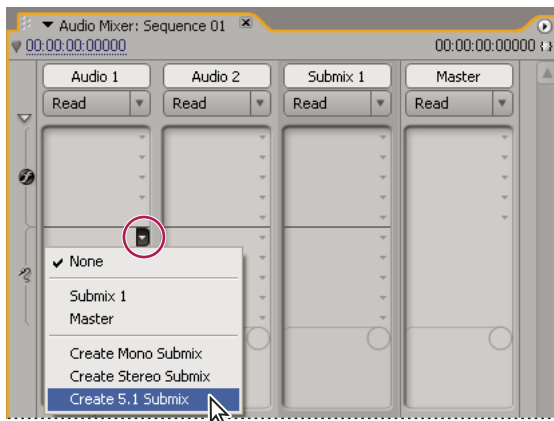 Audio Mixer: Sequence 01
00:00:00:00000 00:00:00:00000
Audio 1 Audio 2 Submix 1 Master
Read Read Read Read
None
Submix 1
Master
Create Mono Submix
Create Stereo Submix
Create 5.1 Submix